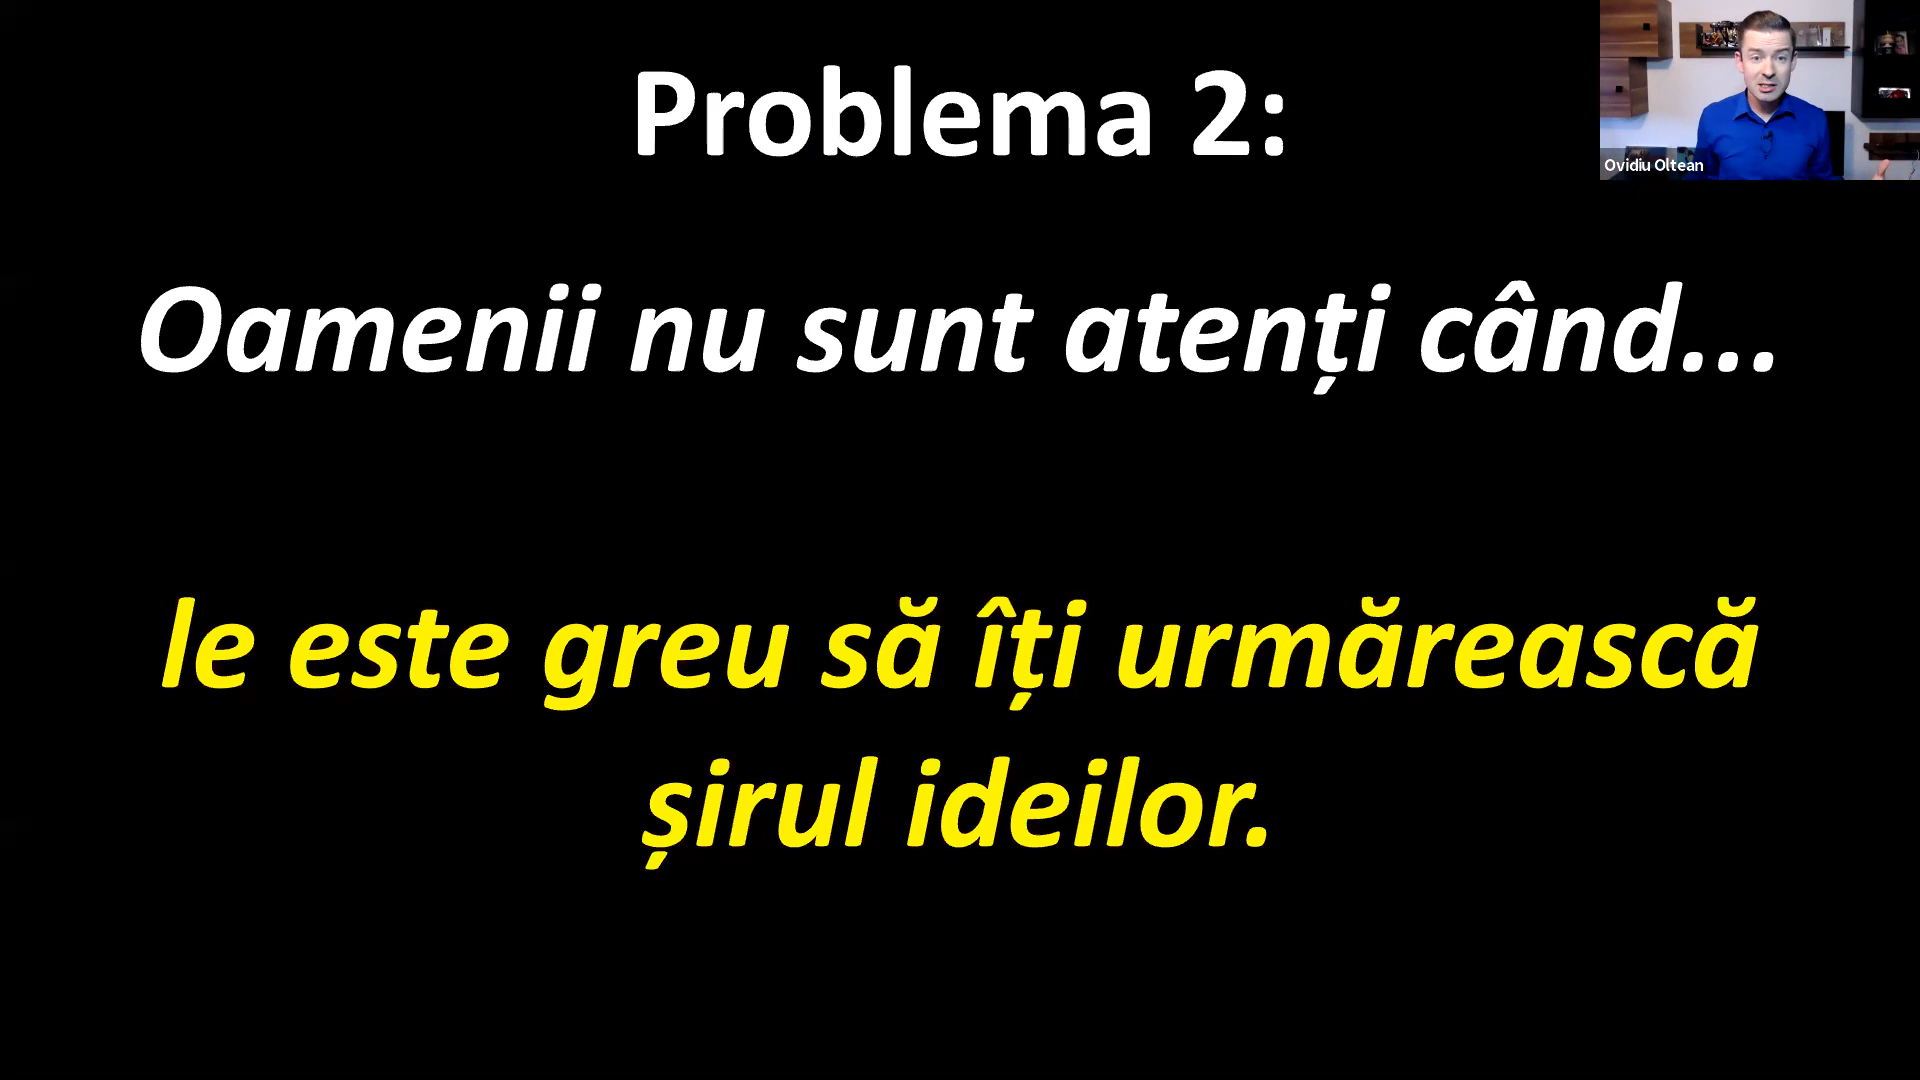 Problema 2:
Ovidiu Oltean
Oamenii nu sunt atenți când...
le este greu să îți urmărească
șirul ideilor.